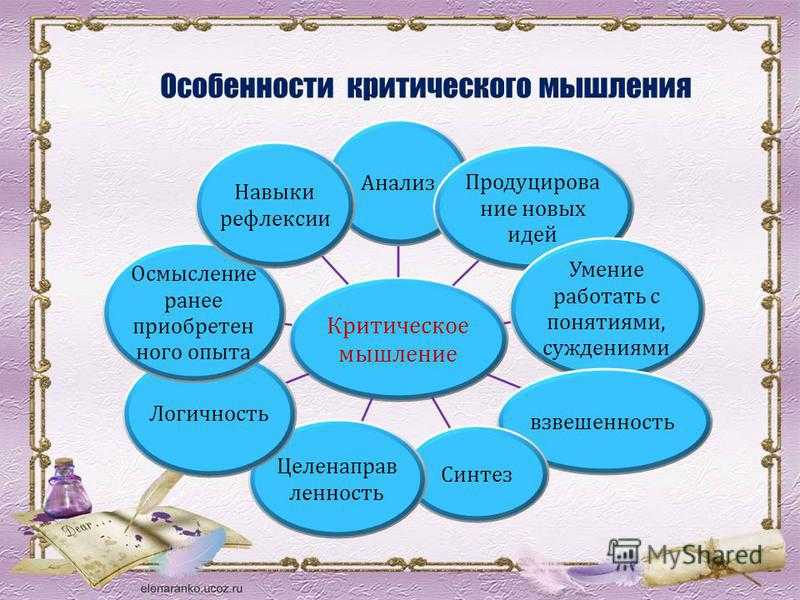 Особенности критического мышления
Анализ
Продуцирова
ние новых
идей
Умение
работать с
понятиями,
суждениями
взвешенность
Синтез
Целенаправ
ленность
Логичность
Осмысление
ранее
приобретен
ного опыта
Навыки
рефлексии
Критическое
мышление
Dear...
elenaranko.ucoz.ru
MyShared